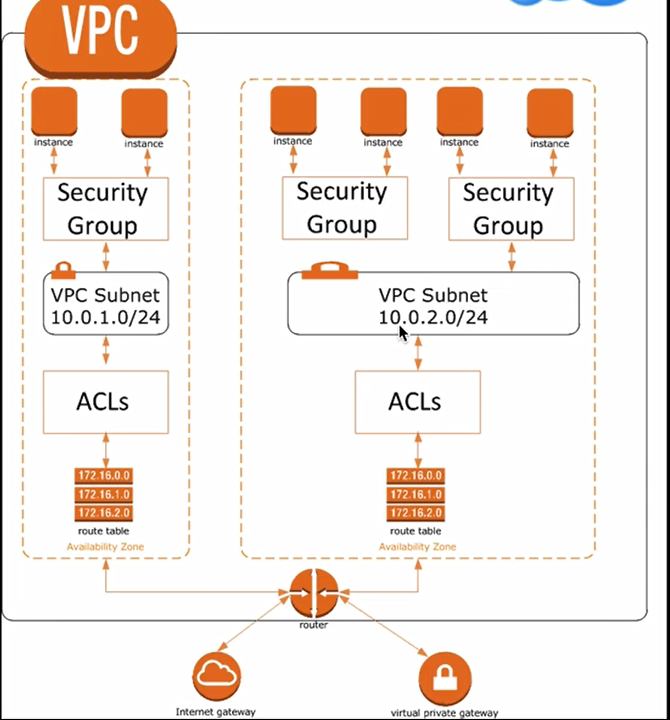 VPC
instance
instance
instance
instance
instance
instance
Security
Group
Security
Group
Security
Group
VPC Subnet
10.0.1.0/24
VPC Subnet
10.0.2.0/24
ACLs
ACLs
172.16.0.0
172.16.1.0
172.16.2.0
172.16.0.0
172.16.1.0
172.16.2.0
route table
route table
Availability Zone
Availability Zone
router
Internet gateway
virtual private gateway